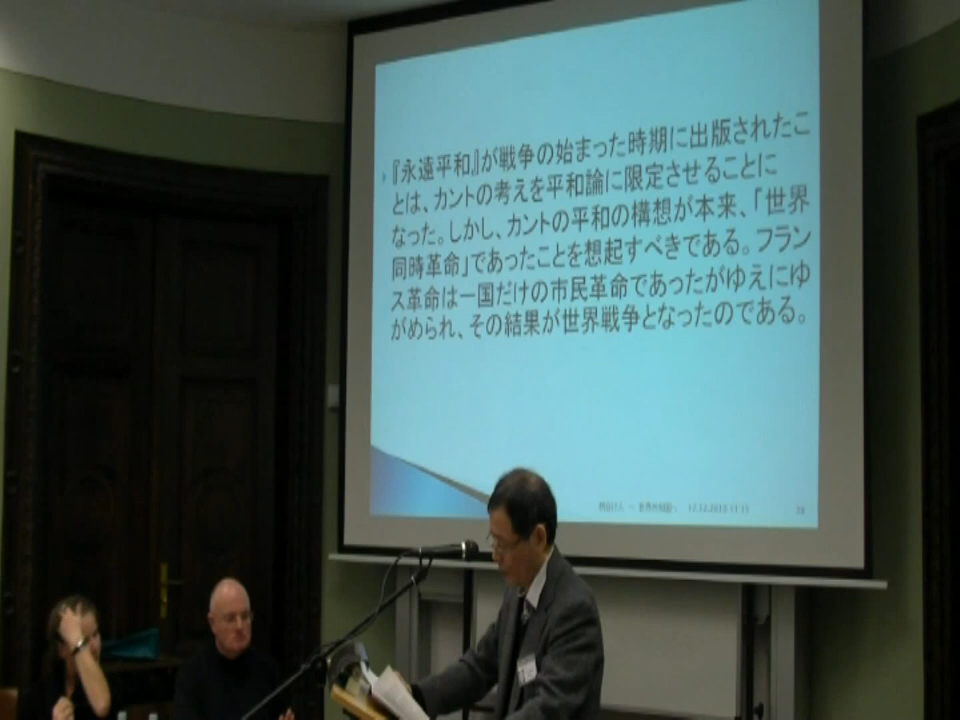 『永遠平和』が戦争の始まった時期に出版されたこ
とは、カントの考えを平和論に限定させることに
なった。しかし、カントの平和の構想が本来、「世界
同時革命」であったことを想起すべきである。フラン
ス革命は一国だけの市民革命であったがゆえにゆ
がめられ、その結果が世界戦争となったのである。